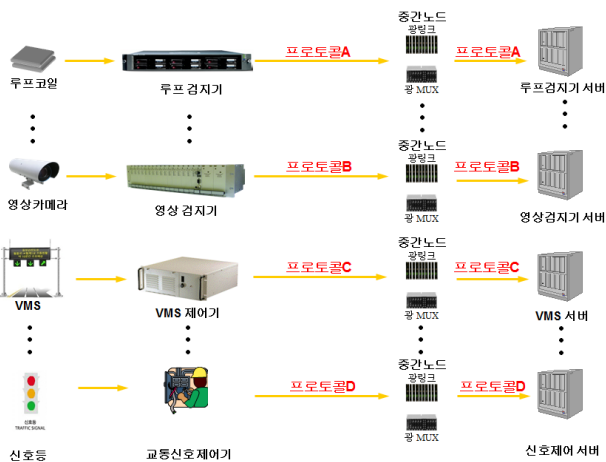 중간노드
광링크
프로토콜A
프로토콜A
광 MUX
루프코일
루프 검지기
루프검지기 서버
중간노드
광링크
프로토콜B
프로토콜B
광 MUX
영상카메라
영상 검지기
영상검지기 서버
중간노드
광링크
프로토콜C
프로토콜C
광 MUX
VMS
VMS 제어기
VMS 서버
중간노드
광링크
프로토콜D
프로토콜D
광 MUX
신호등
TRAFFIC SIGNAL
신호등
교통신호제어기
신호제어 서버